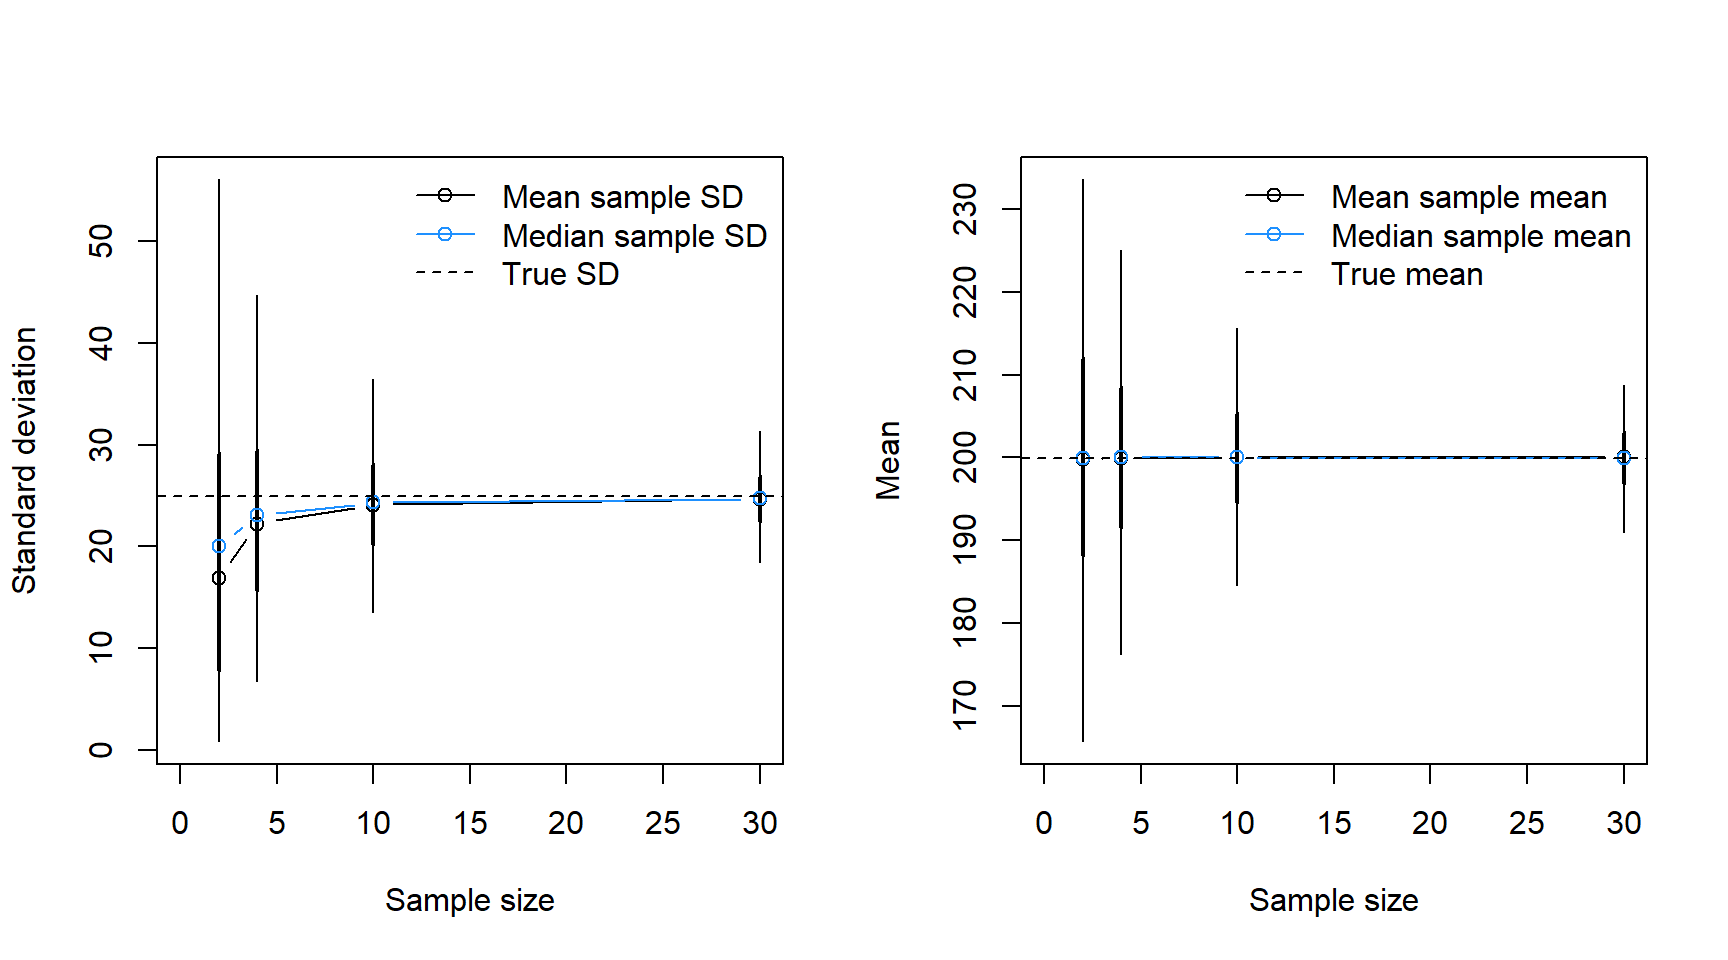 Mean sample SD
Median sample SD
True SD
Standard deviation
0
10
20
30
40
50
0 5 10 15 20 25 30
Sample size
Mean sample mean
Median sample mean
True mean
Mean
170
180
190
200
210
220
230
0 5 10 15 20 25 30
Sample size